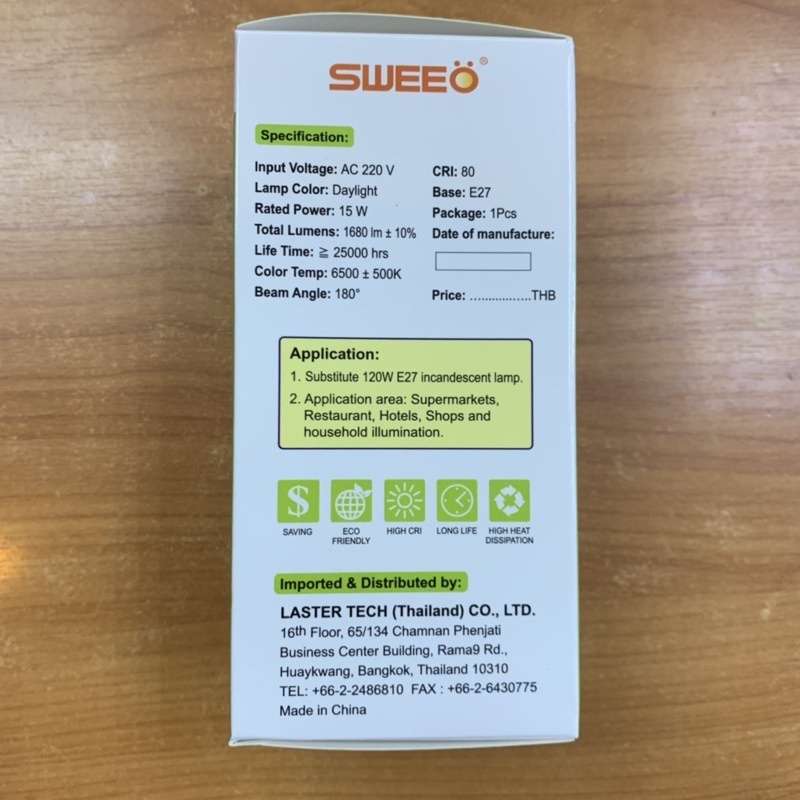 SWEEÖ®
Specification:
Input Voltage: AC 220 V
Lamp Color: Daylight
Rated Power: 15 W
Total Lumens: 1680 lm ± 10%
Life Time: ≧ 25000 hrs
Color Temp: 6500 ± 500K
Beam Angle: 180°
CRI: 80
Base: E27
Package: 1Pcs
Date of manufacture:
Price: ..................THB
Application:
1. Substitute 120W E27 incandescent lamp.
2. Application area: Supermarkets,
Restaurant, Hotels, Shops and
household illumination.
$
SAVING
ECO
FRIENDLY
HIGH CRI
LONG LIFE
HIGH HEAT
DISSIPATION
Imported & Distributed by:
LASTER TECH (Thailand) CO., LTD.
16th Floor, 65/134 Chamnan Phenjati
Business Center Building, Rama9 Rd.,
Huaykwang, Bangkok, Thailand 10310
TEL: +66-2-2486810 FAX : +66-2-6430775
Made in China